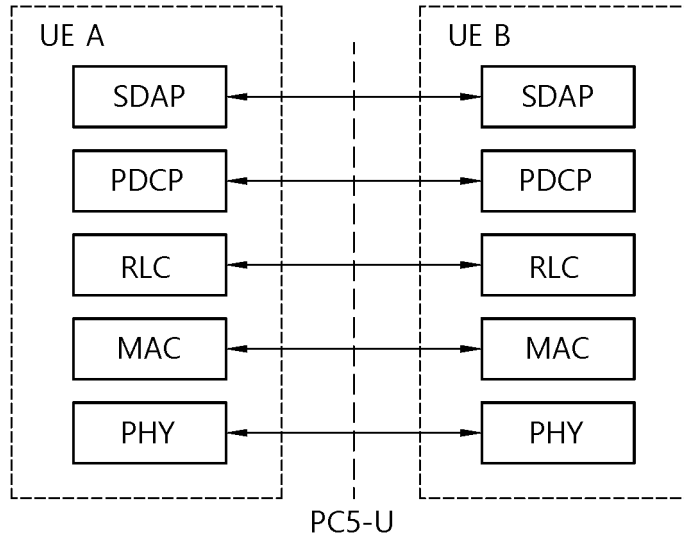 UE A
UE B
SDAP
SDAP
PDCP
PDCP
RLC
RLC
MAC
MAC
PHY
PHY
PC5-U